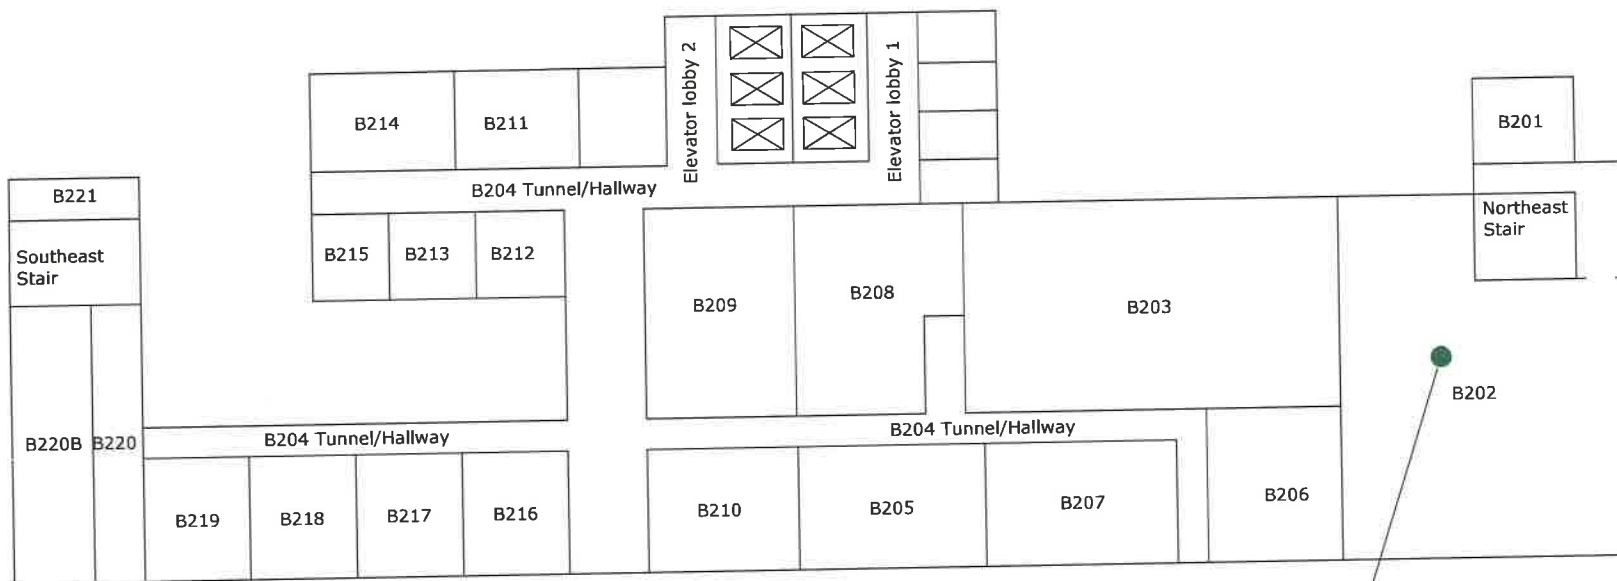 Elevator lobby 2
Elevator lobby 1
B214
B211
B201
B204 Tunnel/Hallway
B221
Southeast
Stair
B215
B213
B212
Northeast
Stair
B209
B208
B203
B202
B220B
B220
B204 Tunnel/Hallway
B204 Tunnel/Hallway
B219
B218
B217
B216
B210
B205
B207
B206